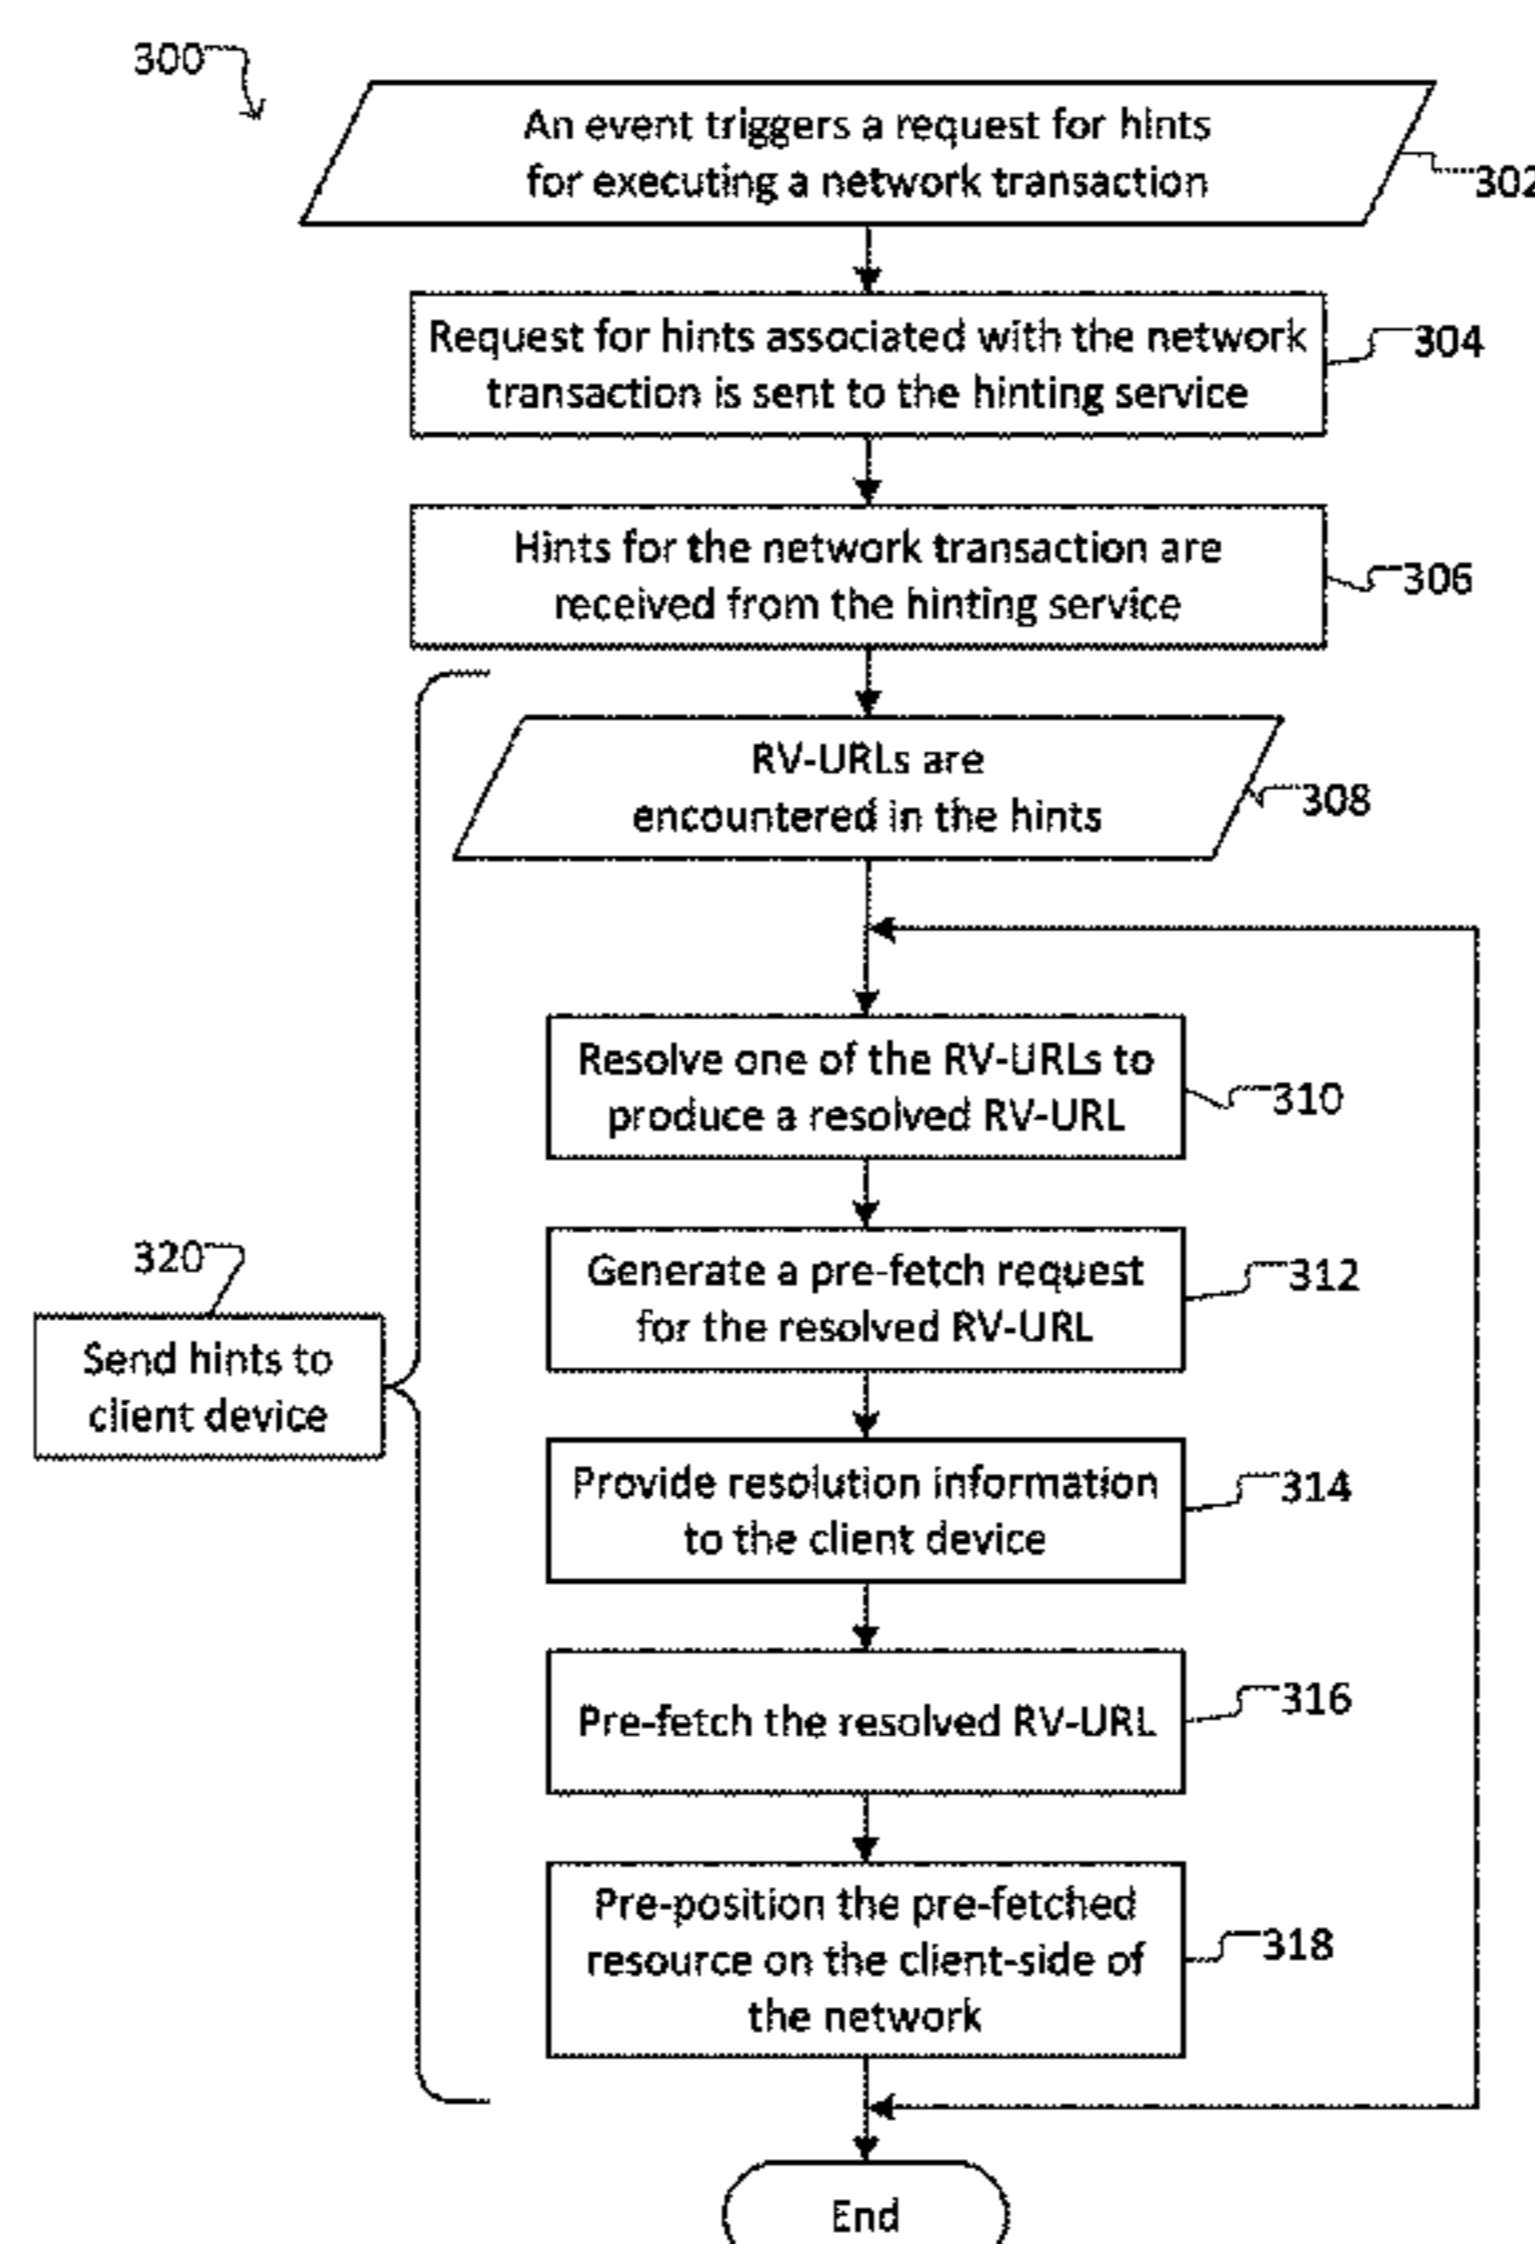 300
An event triggers a request for hints
for executing a network transaction
302
Request for hints associated with the network
transaction is sent to the hinting service
304
Hints for the network transaction are
received from the hinting service
306
RV-URLs are
encountered in the hints
308
Resolve one of the RV-URLs to
produce a resolved RV-URL
310
Generate a pre-fetch request
for the resolved RV-URL
312
320
Send hints to
client device
Provide resolution information
to the client device
314
Pre-fetch the resolved RV-URL
316
Pre-position the pre-fetched
resource on the client-side of
the network
318
End